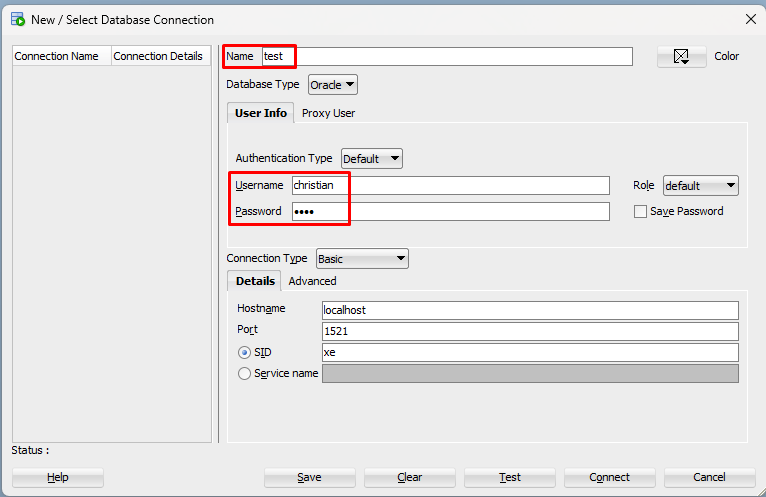 New / Select Database Connection
Connection Name Connection Details
Name test
Color
Database Type Oracle
User Info Proxy User
Authentication Type Default
Username christian
Role default
Password ••••
Save Password
Connection Type Basic
Details Advanced
Hostname localhost
Port 1521
SID xe
Service name
Status :
Help Save Clear Test Connect Cancel